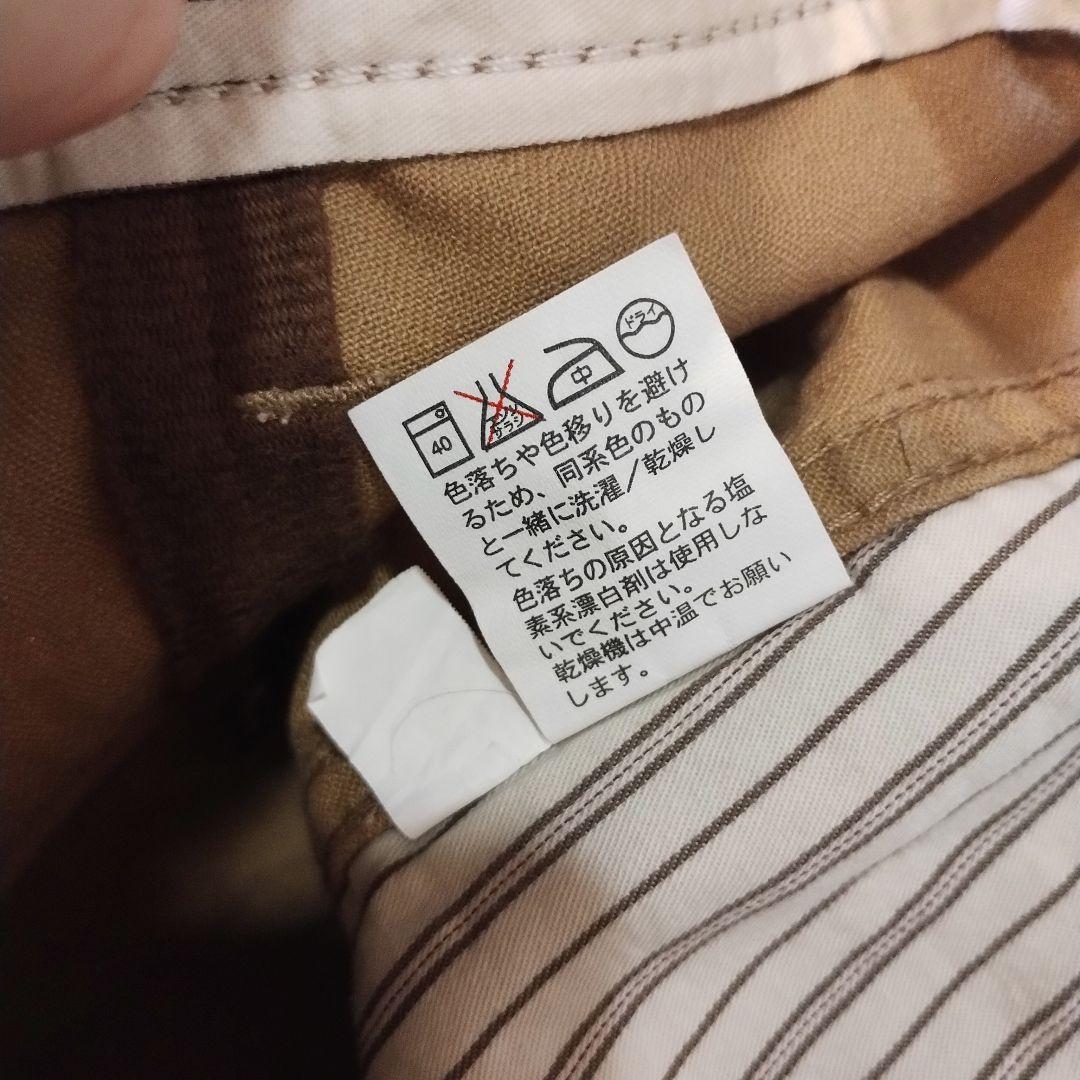 40
エンソ
サラシ
中
ドライ
色落ちや色移りを避け
るため、同系色のもの
と一緒に洗濯/乾燥し
てください。
色落ちの原因となる塩
素系漂白剤は使用しな
いでください。
乾燥機は中温でお願い
します。